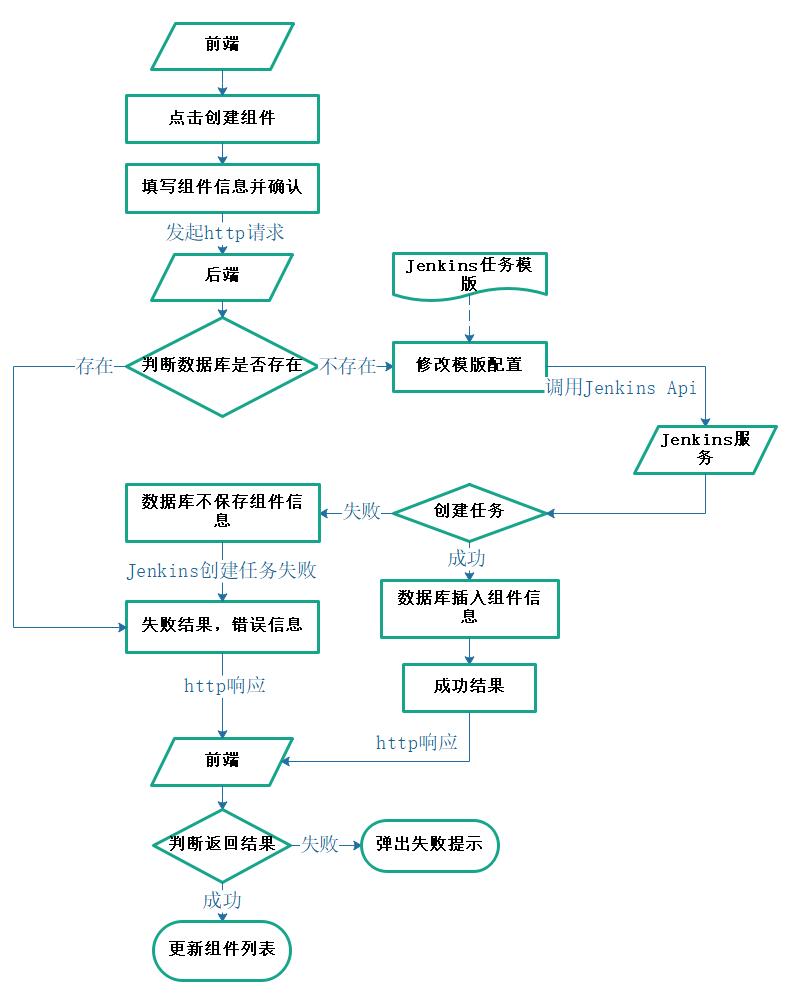 前端
点击创建组件
填写组件信息并确认
发起http请求
后端
Jenkins任务模
版
存在
判断数据库是否存在
不存在
修改模版配置
调用Jenkins Api
Jenkins服
务
数据库不保存组件信
息
失败
创建任务
成功
Jenkins创建任务失败
数据库插入组件信
息
失败结果，错误信息
成功结果
http响应
http响应
前端
判断返回结果
失败
弹出失败提示
成功
更新组件列表